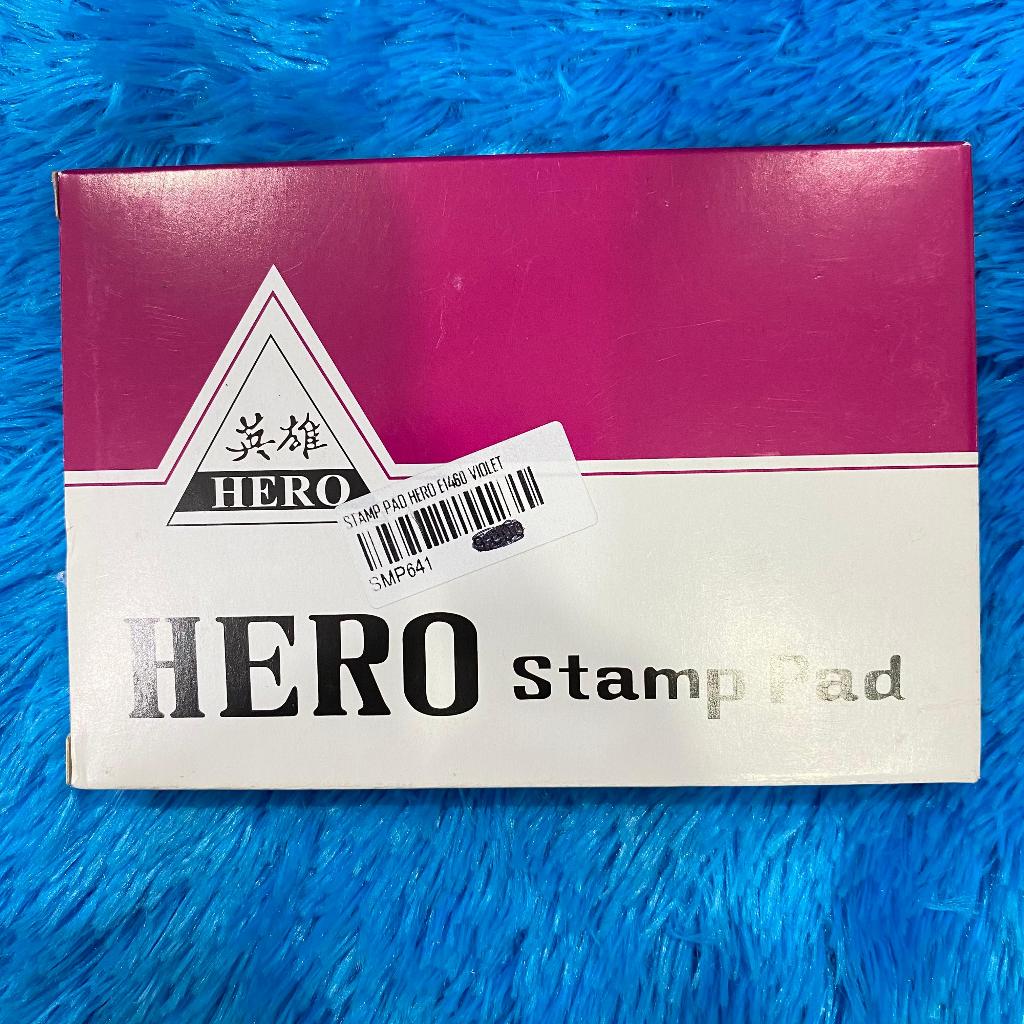 英雄
HERO
STAMP PAD HERO E1460 VIOLET
SMP641
HERO Stamp Pad